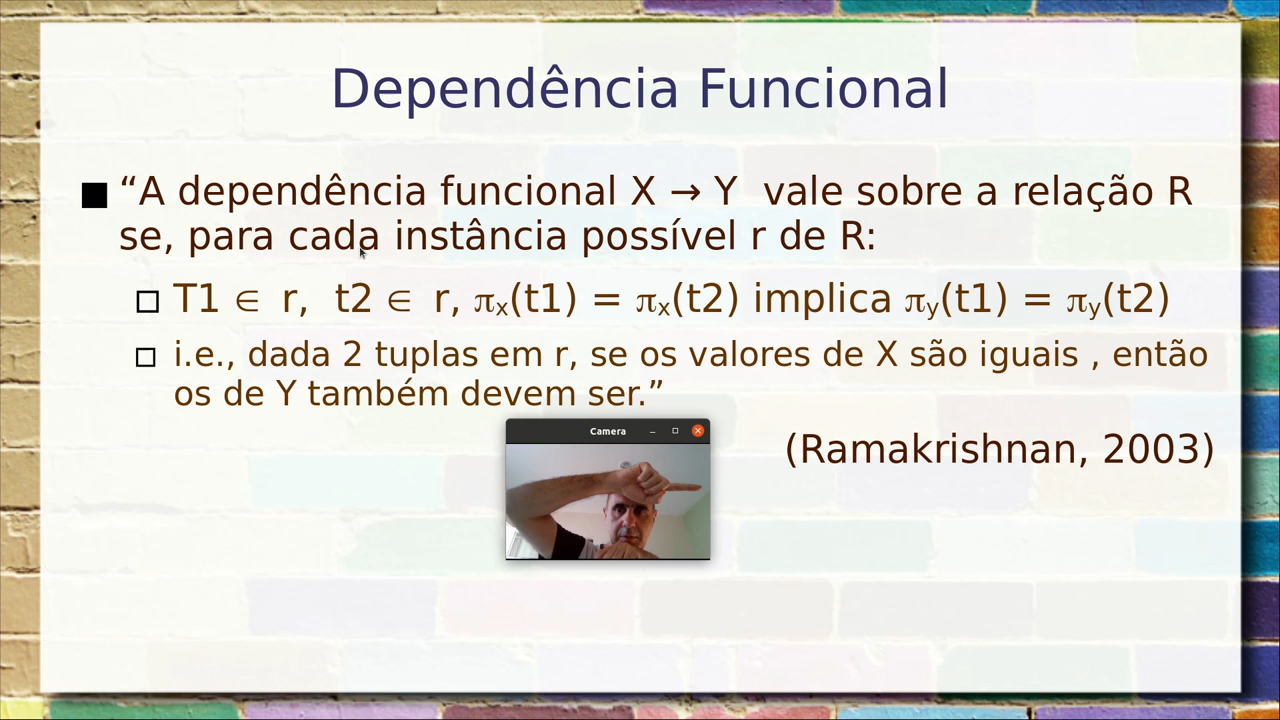 Dependência Funcional
“A dependência funcional X → Y vale sobre a relação R
se, para cada instância possível r de R:
T1 ∈ r, t2 ∈ r, πx(t1) = πx(t2) implica πy(t1) = πy(t2)
i.e., dada 2 tuplas em r, se os valores de X são iguais , então
os de Y também devem ser.”
(Ramakrishnan, 2003)
Camera